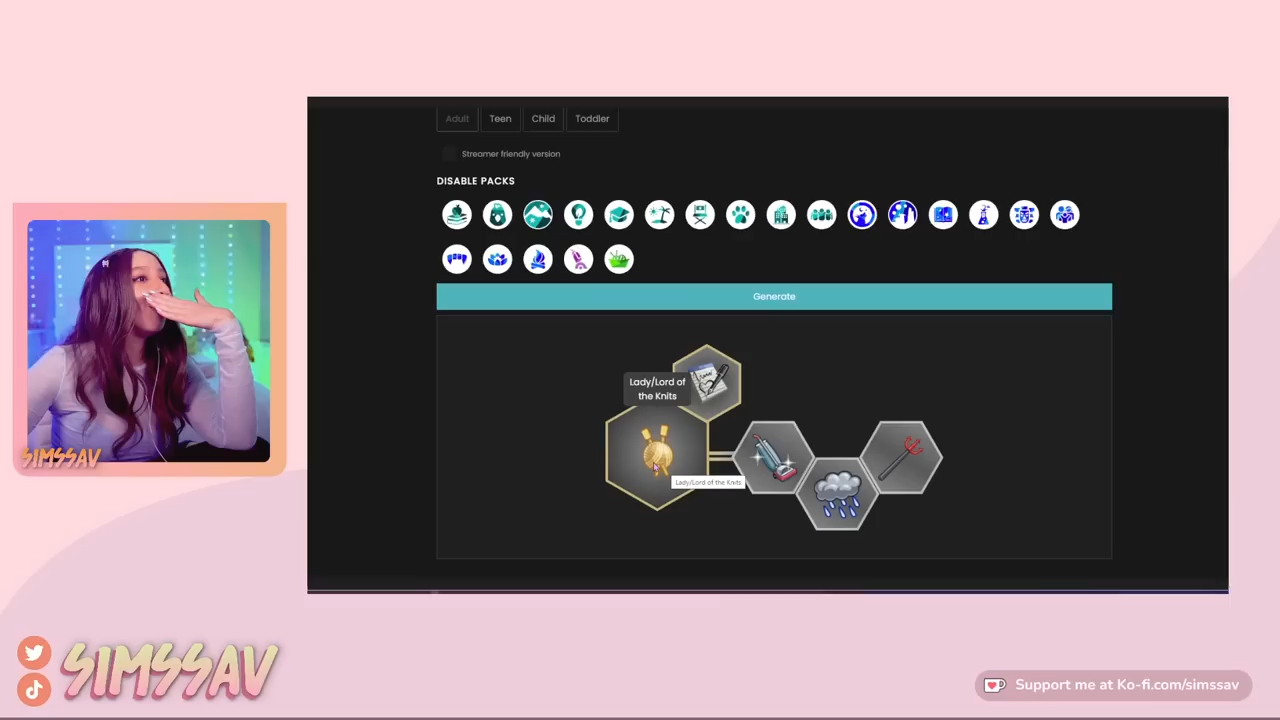 Adult Teen Child Toddler
Streamer friendly version
DISABLE PACKS
Generate
Lady/Lord of
the Knits
Lady/Lord of the Knits
SIMSSAV
SIMSSAV
Support me at Ko-fi.com/simssav